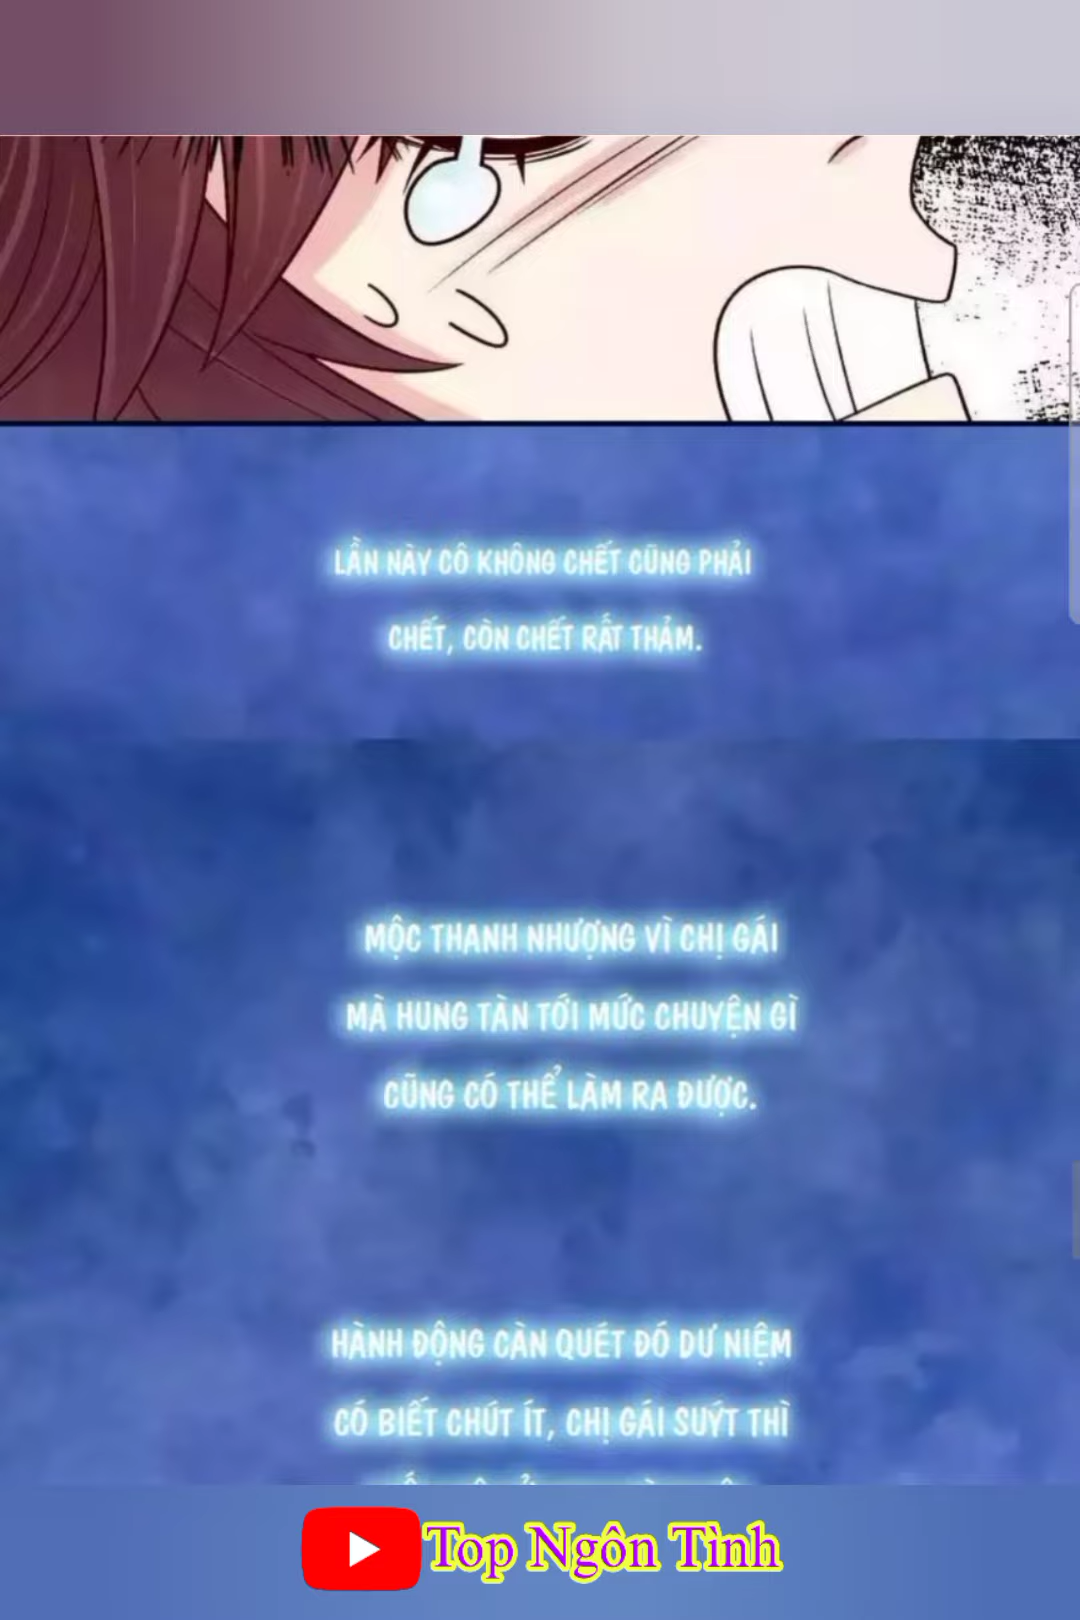 LẦN NÀY CÔ KHÔNG CHẾT CŨNG PHẢI
CHẾT, CÒN CHẾT RẤT THẢM.
MỘC THANH NHƯỢNG VÌ CHỊ GÁI
MÀ HUNG TÀN TỚI MỨC CHUYỆN GÌ
CŨNG CÓ THỂ LÀM RA ĐƯỢC.
HÀNH ĐỘNG CÀN QUÉT ĐÓ DƯ NIỆM
CÓ BIẾT CHÚT ÍT, CHỊ GÁI SUÝT THÌ
Top Ngôn Tình